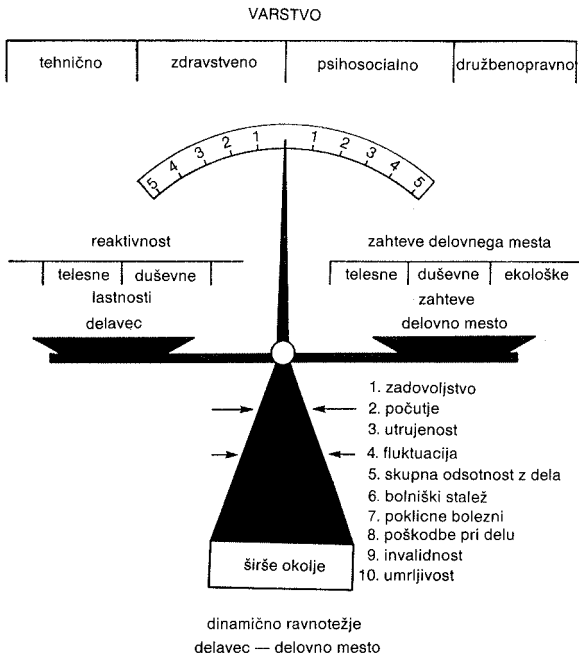 VARSTVO
tehnično zdravstveno psihosocialno družbenopravno
5 4 3 2 1 1 2 3 4 5
reaktivnost
telesne duševne
lastnosti
delavec
zahteve delovnega mesta
telesne duševne ekološke
zahteve
delovno mesto
1. zadovoljstvo
2. počutje
3. utrujenost
4. fluktuacija
5. skupna odsotnost z dela
6. bolniški stalež
7. poklicne bolezni
8. poškodbe pri delu
9. invalidnost
10. umrljivost
širše okolje
dinamično ravnotežje
delavec — delovno mesto